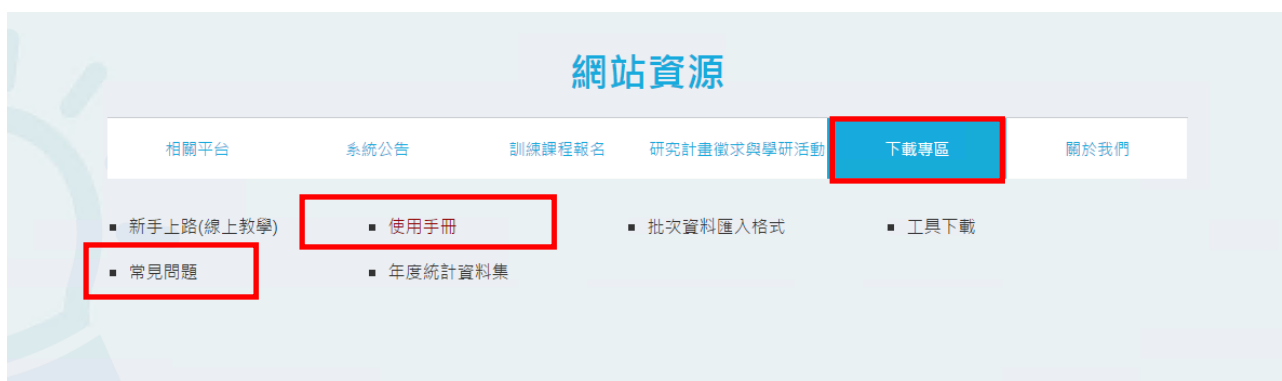 網站資源
相關平台 系統公告 訓練課程報名 研究計畫徵求與學研活動 下載專區 關於我們
▪ 新手上路(線上教學) ▪ 使用手冊 ▪ 批次資料匯入格式 ▪ 工具下載
▪ 常見問題 ▪ 年度統計資料集